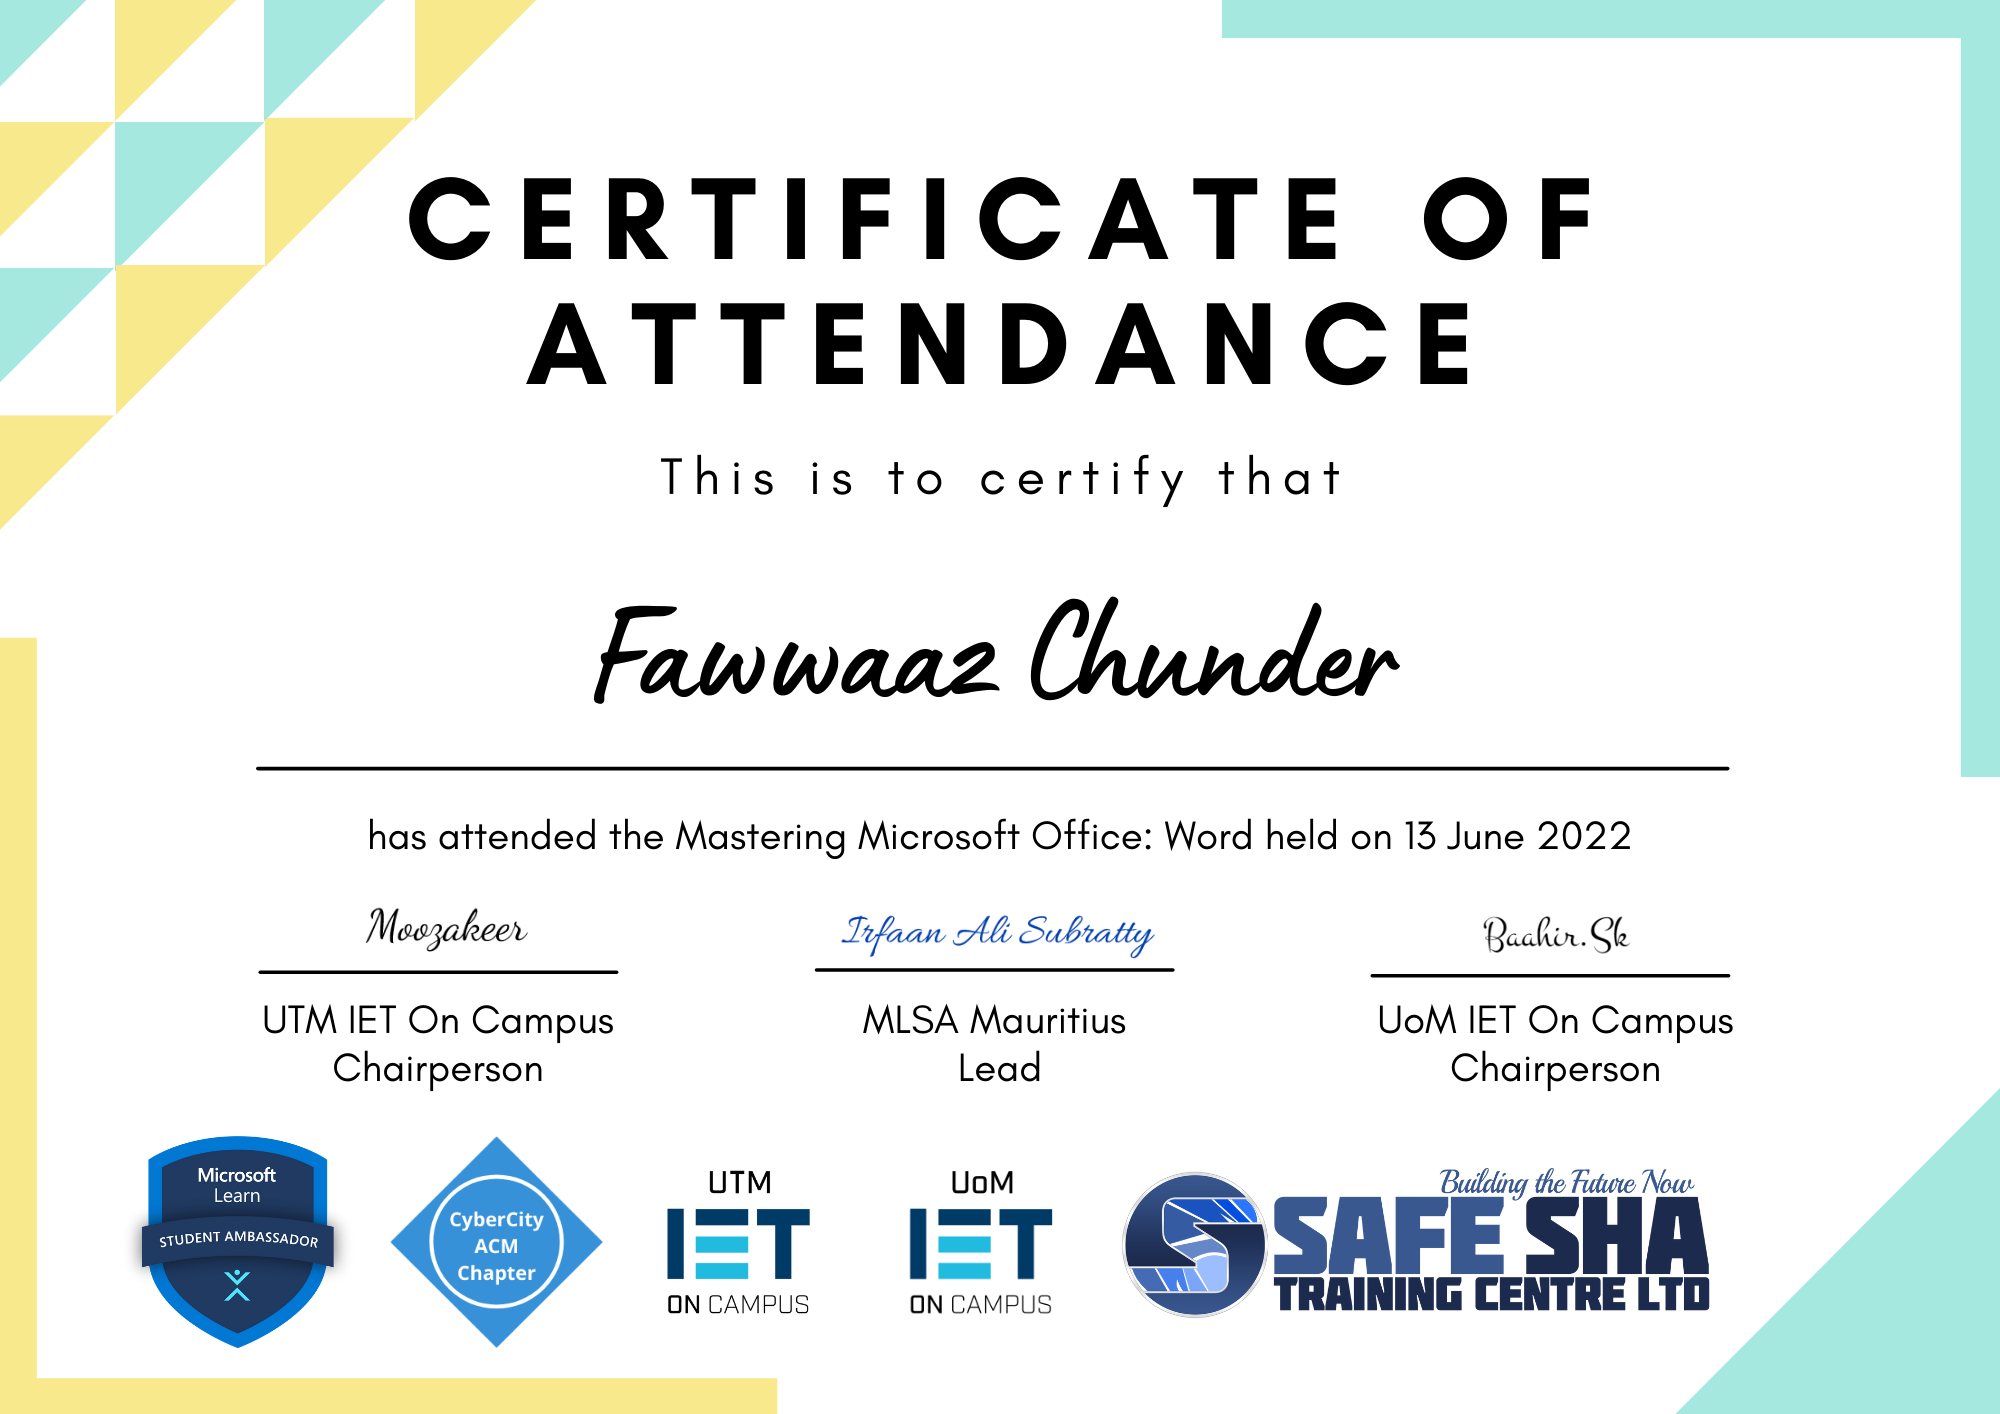 CERTIFICATE OF
ATTENDANCE
This is to certify that
Fawwaaz Chunder
has attended the Mastering Microsoft Office: Word held on 13 June 2022
Moozakeer
UTM IET On Campus
Chairperson
Irfaan Ali Subratty
MLSA Mauritius
Lead
Baahir.Sk
UoM IET On Campus
Chairperson
Microsoft
Learn
STUDENT AMBASSADOR
CyberCity
ACM
Chapter
UTM
IET
ON CAMPUS
UoM
IET
ON CAMPUS
Building the Future Now
SAFE SHA
TRAINING CENTRE LTD